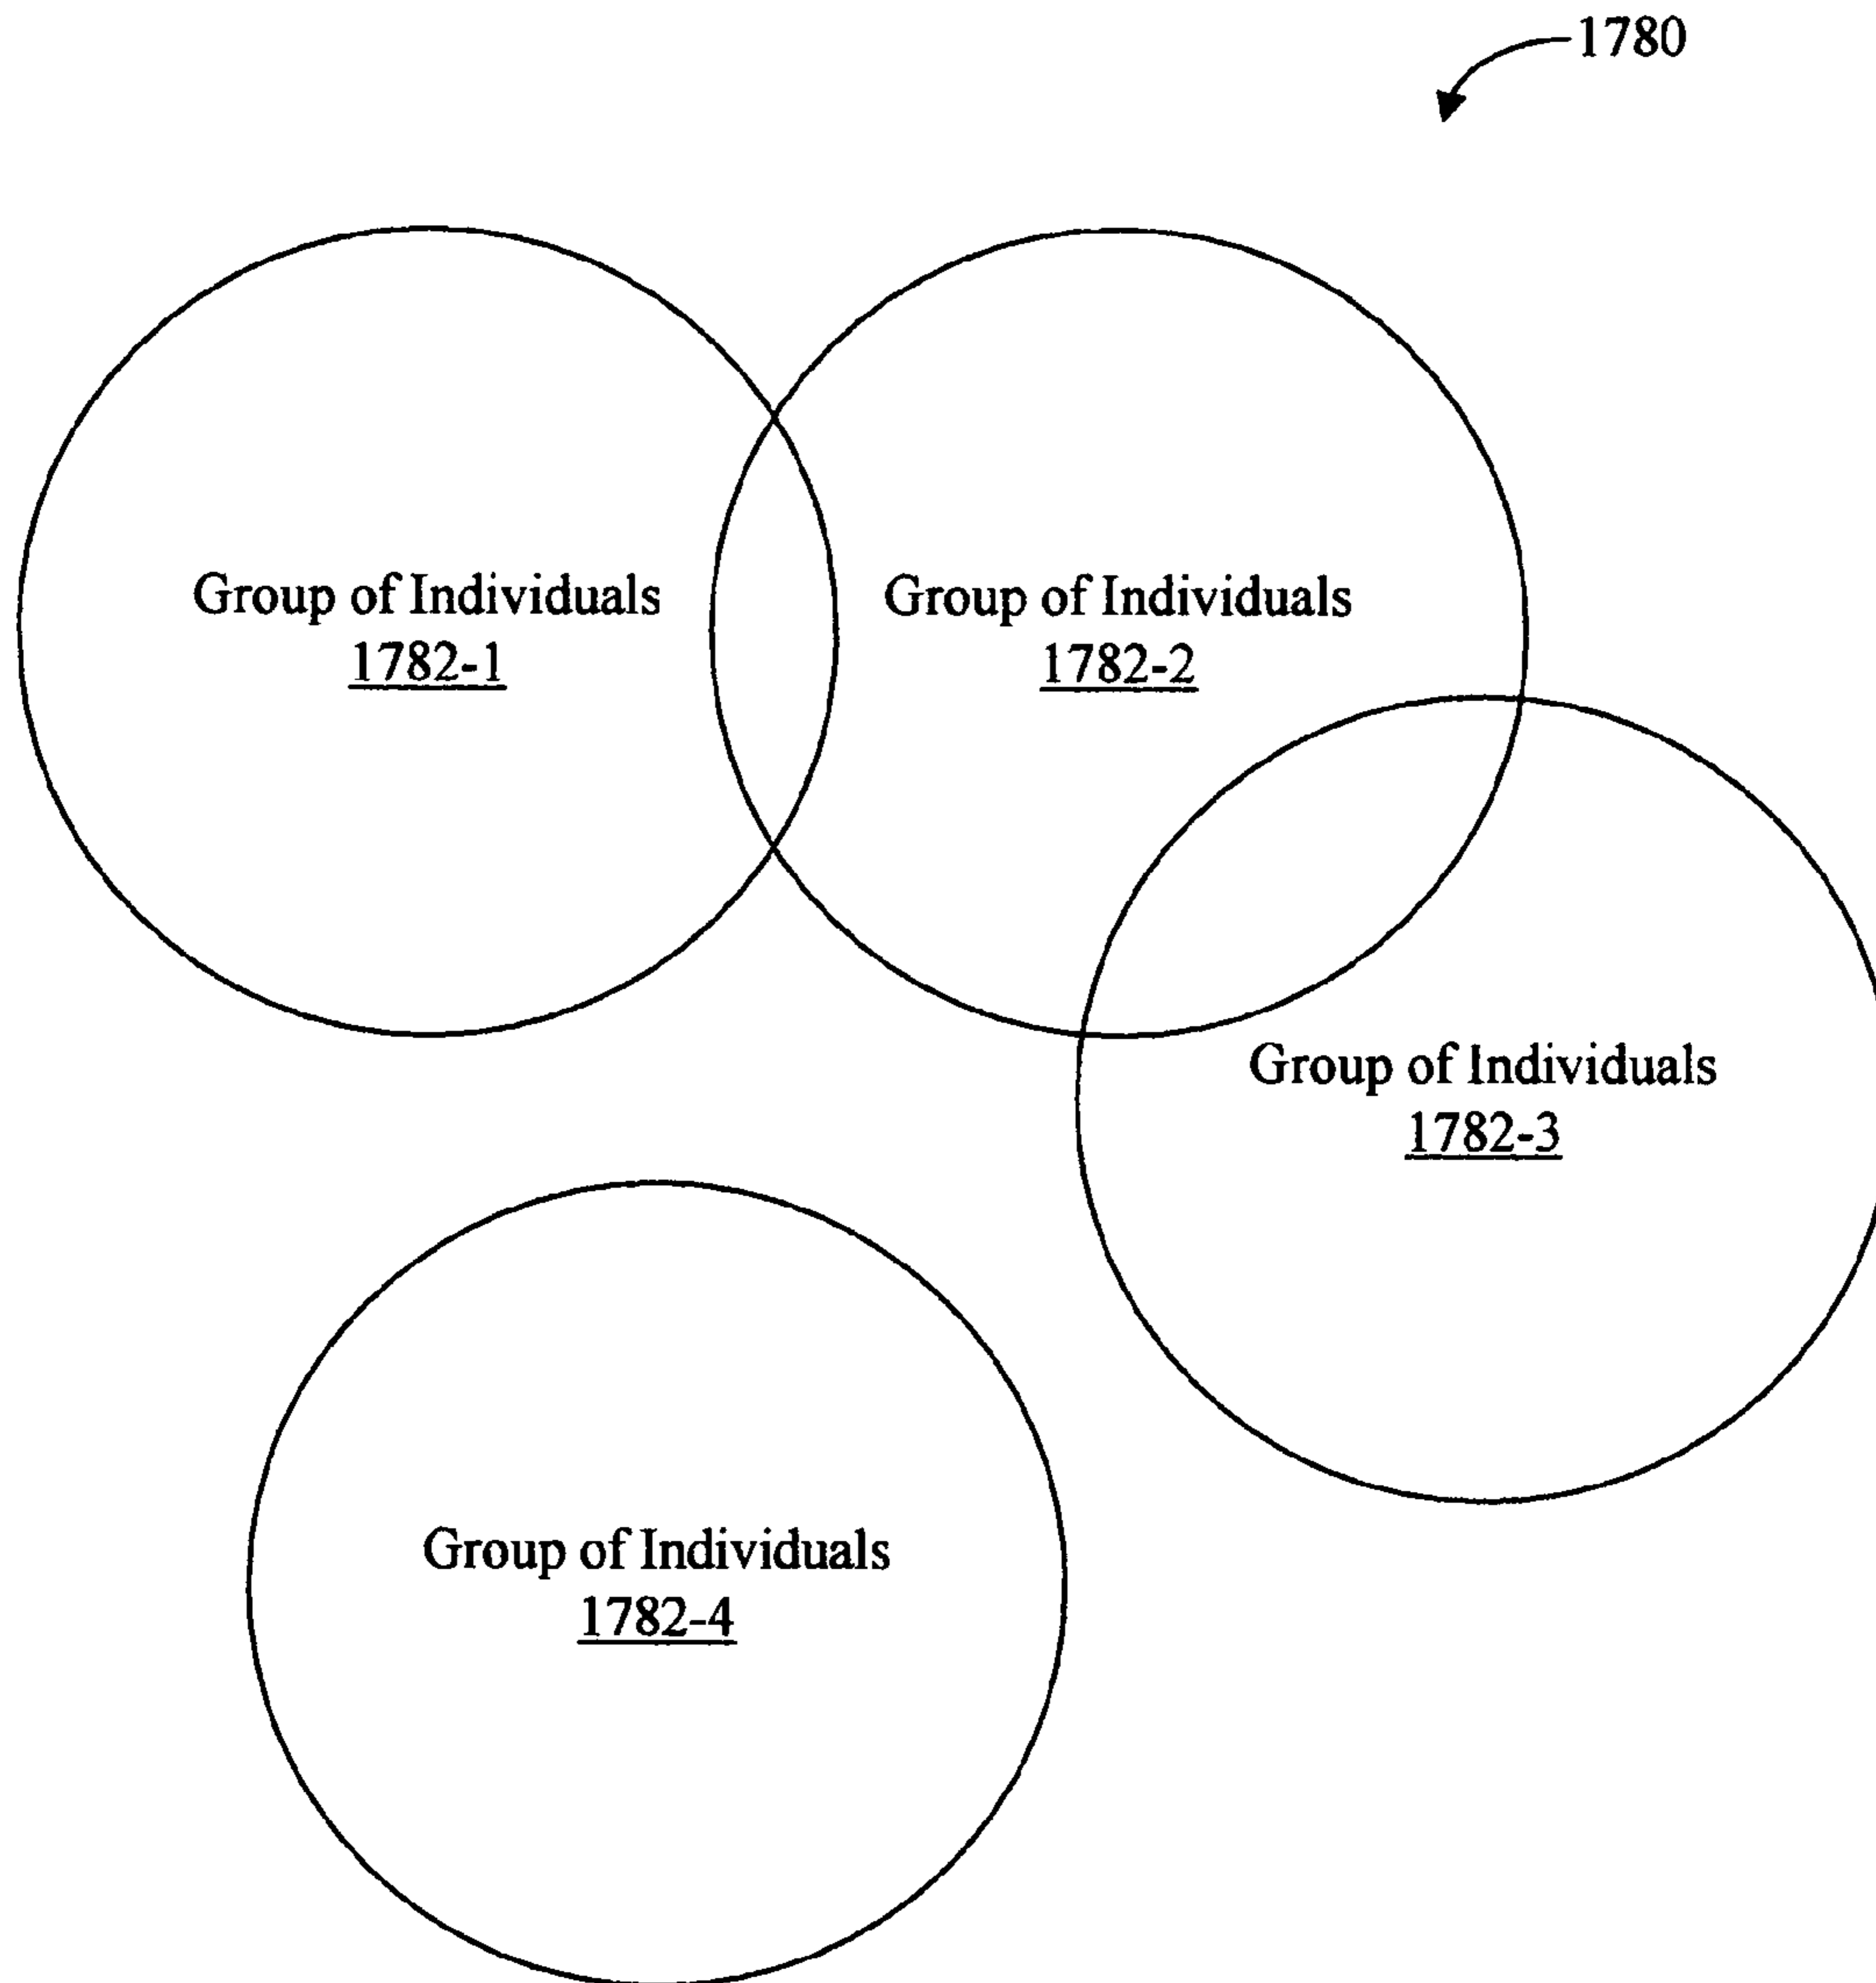 1780
Group of Individuals
1782-1
Group of Individuals
1782-2
Group of Individuals
1782-3
Group of Individuals
1782-4